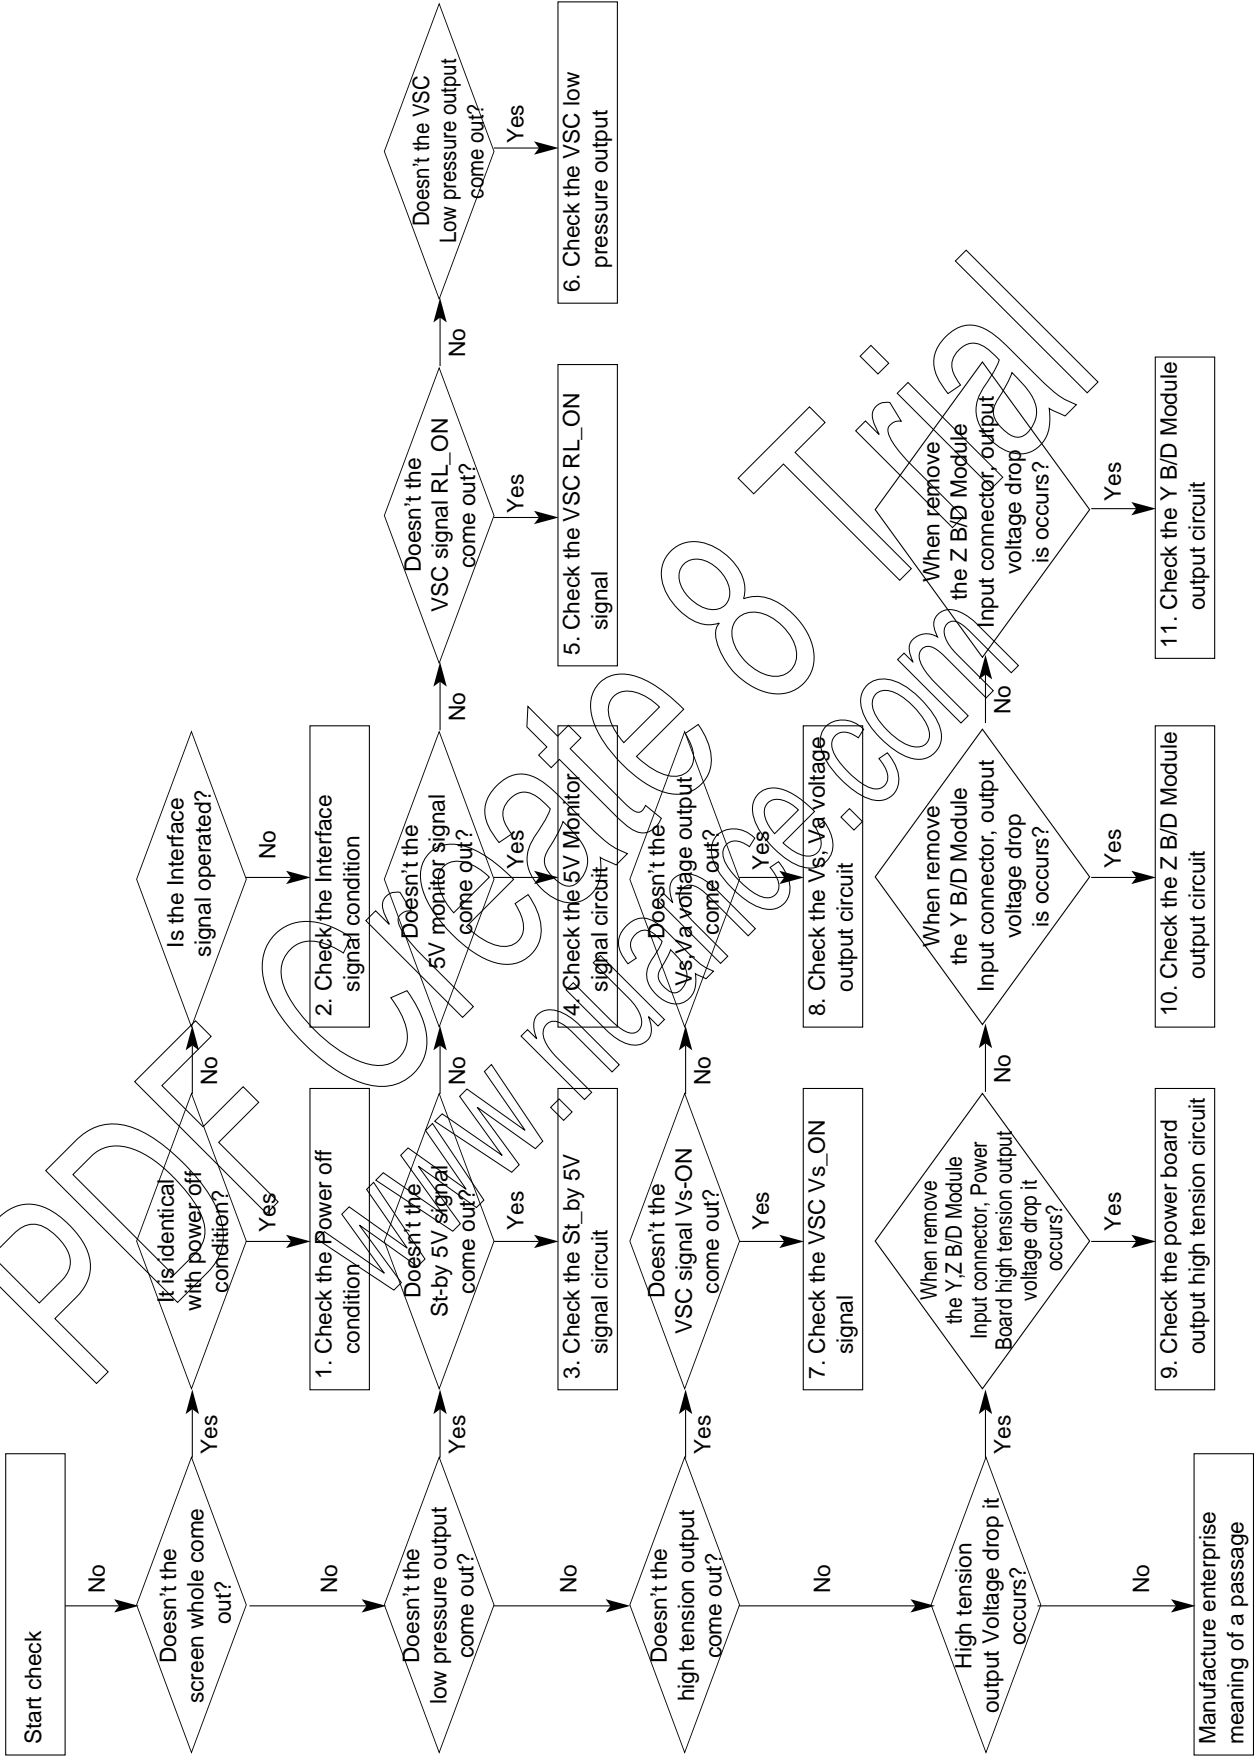 Start check
No
Doesn't the
screen whole come
out?
Yes
It is identical
with power off
condition?
No
Is the Interface
signal operated?
Yes
No
1. Check the Power off
condition
2. Check the Interface
signal condition
No
Doesn't the
low pressure output
come out?
Yes
Doesn't the
St-by 5V signal
come out?
No
Doesn't the
5V monitor signal
come out?
No
Doesn't the
VSC signal RL_ON
come out?
No
Doesn't the VSC
Low pressure output
come out?
Yes
Yes
Yes
Yes
3. Check the St_by 5V
signal circuit
4. Check the 5V Monitor
signal circuit
5. Check the VSC RL_ON
signal
6. Check the VSC low
pressure output
No
Doesn't the
high tension output
come out?
Yes
Doesn't the
VSC signal Vs-ON
come out?
No
Doesn't the
Vs,Va voltage output
come out?
Yes
Yes
7. Check the VSC Vs_ON
signal
8. Check the Vs, Va voltage
output circuit
No
High tension
output Voltage drop it
occurs?
Yes
When remove
the Y,Z B/D Module
Input connector, Power
Board high tension output
voltage drop it
occurs?
No
When remove
the Y B/D Module
Input connector, output
voltage drop
is occurs?
No
When remove
the Z B/D Module
Input connector, output
voltage drop
is occurs?
Yes
Yes
Yes
9. Check the power board
output high tension circuit
10. Check the Z B/D Module
output circuit
11. Check the Y B/D Module
output circuit
No
Manufacture enterprise
meaning of a passage
PDF Create 8 Trial
www.nuance.com